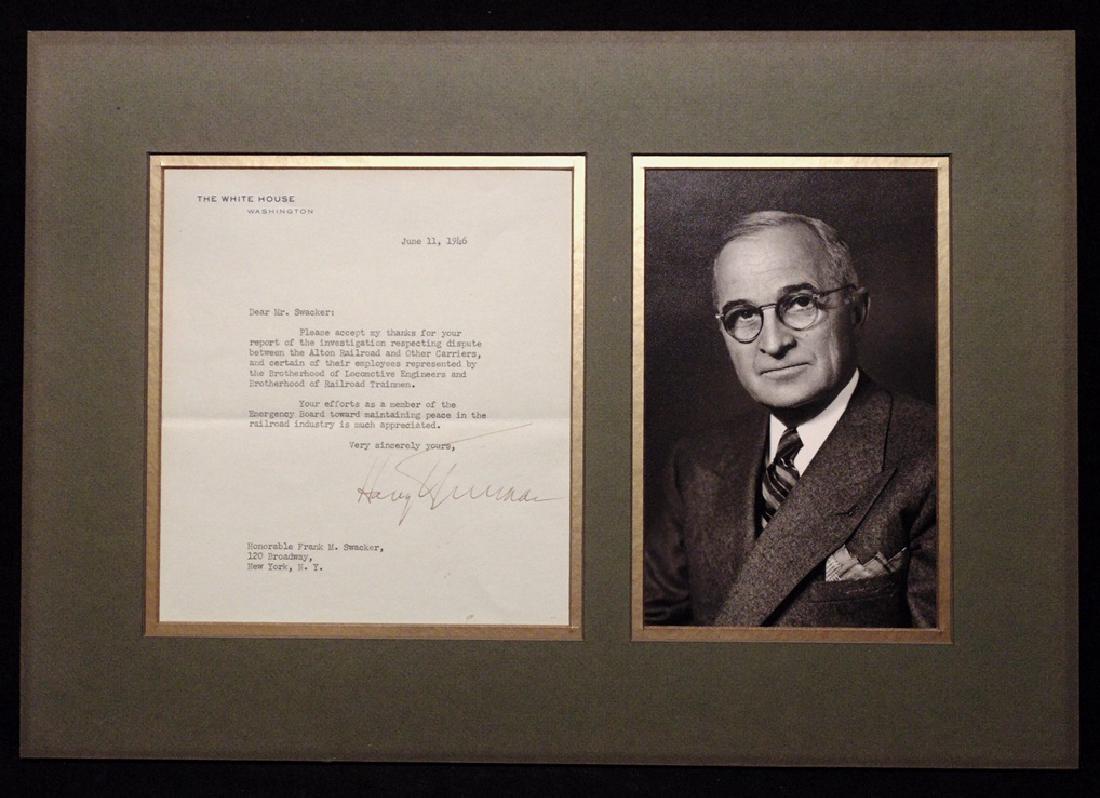 THE WHITE HOUSE
WASHINGTON
June 11, 1946
Dear Mr. Swacker:
Please accept my thanks for your
report of the investigation respecting dispute
between the Alton Railroad and Other Carriers,
and certain of their employees represented by
the Brotherhood of Locomotive Engineers and
Brotherhood of Railroad Trainmen.
Your efforts as a member of the
Emergency Board toward maintaining peace in the
railroad industry is much appreciated.
Very sincerely yours,
Harry Truman
Honorable Frank M. Swacker,
120 Broadway,
New York, N. Y.